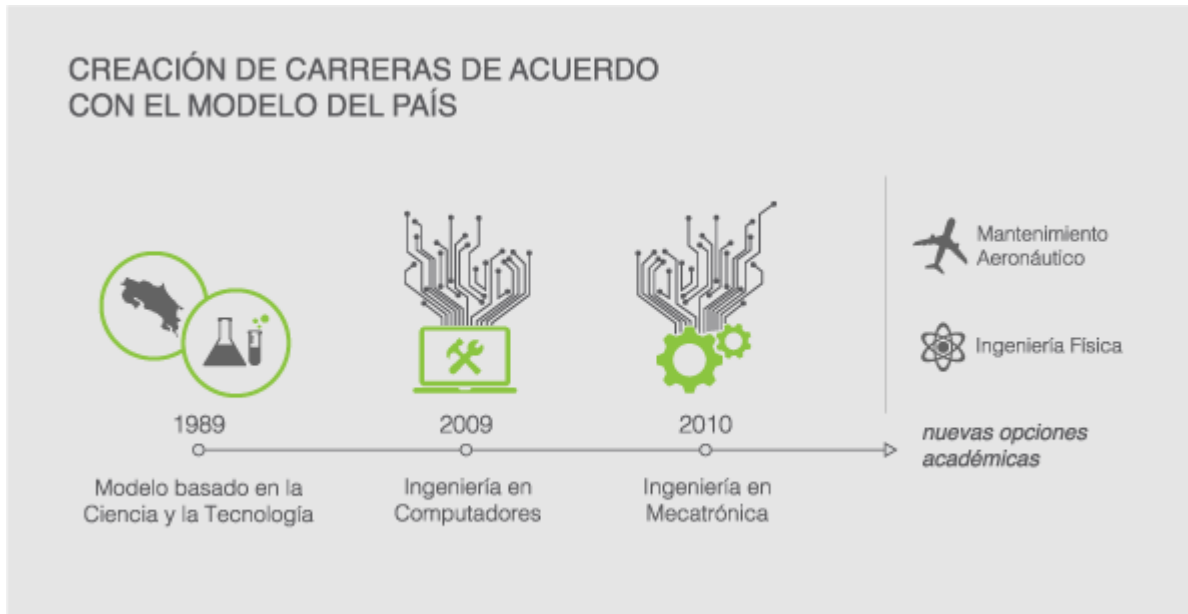 CREACIÓN DE CARRERAS DE ACUERDO
CON EL MODELO DEL PAÍS
1989
Modelo basado en la
Ciencia y la Tecnología
2009
Ingeniería en
Computadores
2010
Ingeniería en
Mecatrónica
Mantenimiento
Aeronáutico
Ingeniería Física
nuevas opciones
académicas